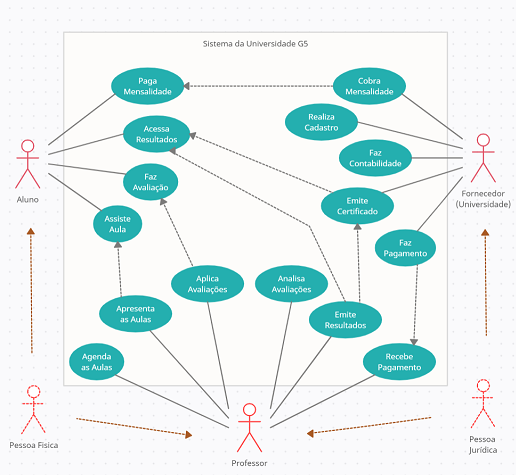 Sistema da Universidade G5
Paga
Mensalidade
Cobra
Mensalidade
Acessa
Resultados
Realiza
Cadastro
Faz
Contabilidade
Faz
Avaliação
Aluno
Fornecedor
(Universidade)
Emite
Certificado
Assiste
Aula
Faz
Pagamento
Aplica
Avaliações
Analisa
Avaliações
Apresenta
as Aulas
Emite
Resultados
Agenda
as Aulas
Recebe
Pagamento
Pessoa Fisica
Pessoa
Jurídica
Professor